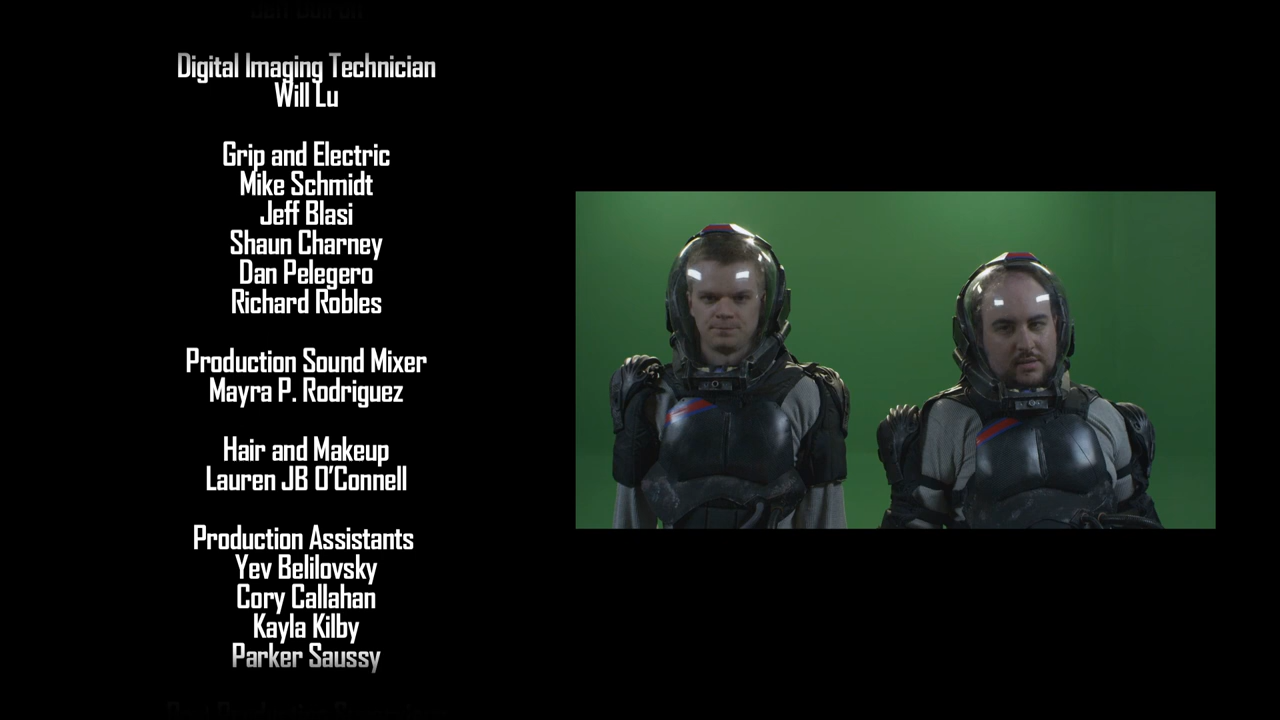 Digital Imaging Technician
Will Lu
Grip and Electric
Mike Schmidt
Jeff Blasi
Shaun Charney
Dan Pelegero
Richard Robles
Production Sound Mixer
Mayra P. Rodriguez
Hair and Makeup
Lauren JB O'Connell
Production Assistants
Yev Belilovsky
Cory Callahan
Kayla Kilby
Parker Saussy